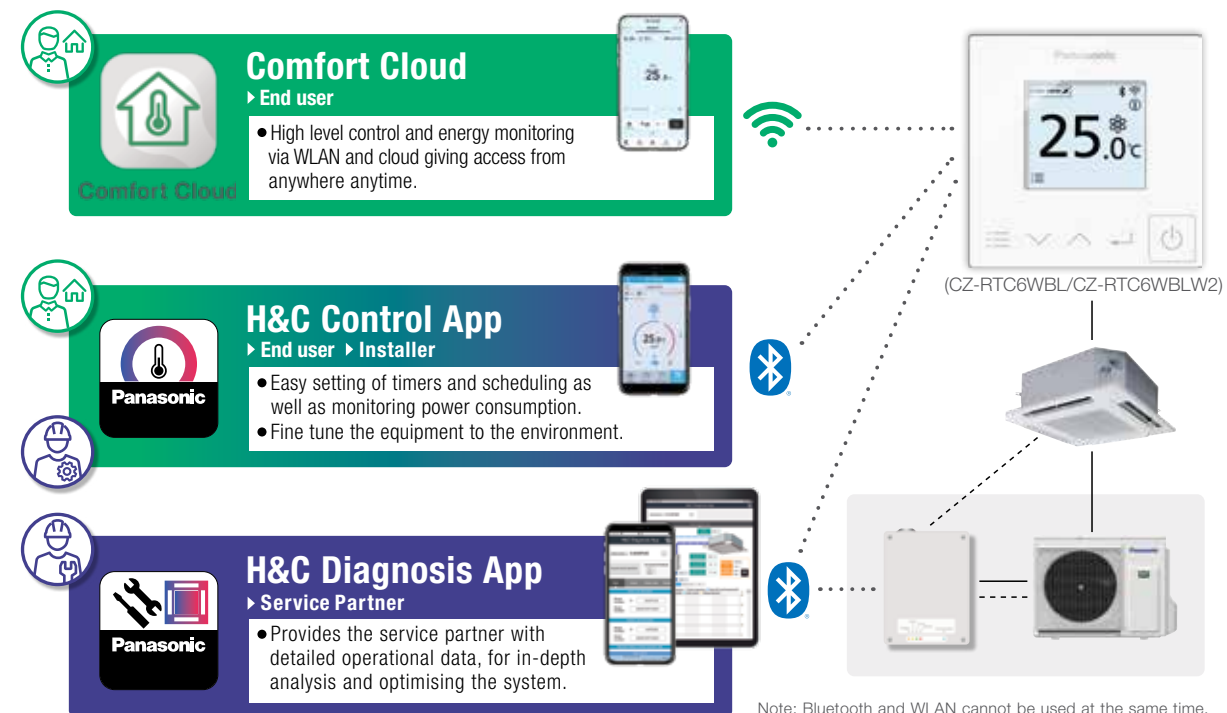 Comfort Cloud
Comfort Cloud
End user
High level control and energy monitoring
via WLAN and cloud giving access from
anywhere anytime.
25
Panasonic
25.0℃
(CZ-RTC6WBL/CZ-RTC6WBLW2)
Panasonic
H&C Control App
End user Installer
Easy setting of timers and scheduling as
well as monitoring power consumption.
Fine tune the equipment to the environment.
25
Panasonic
H&C Diagnosis App
Service Partner
Provides the service partner with
detailed operational data, for in-depth
analysis and optimising the system.
Panasonic
Note: Bluetooth and WLAN cannot be used at the same time.